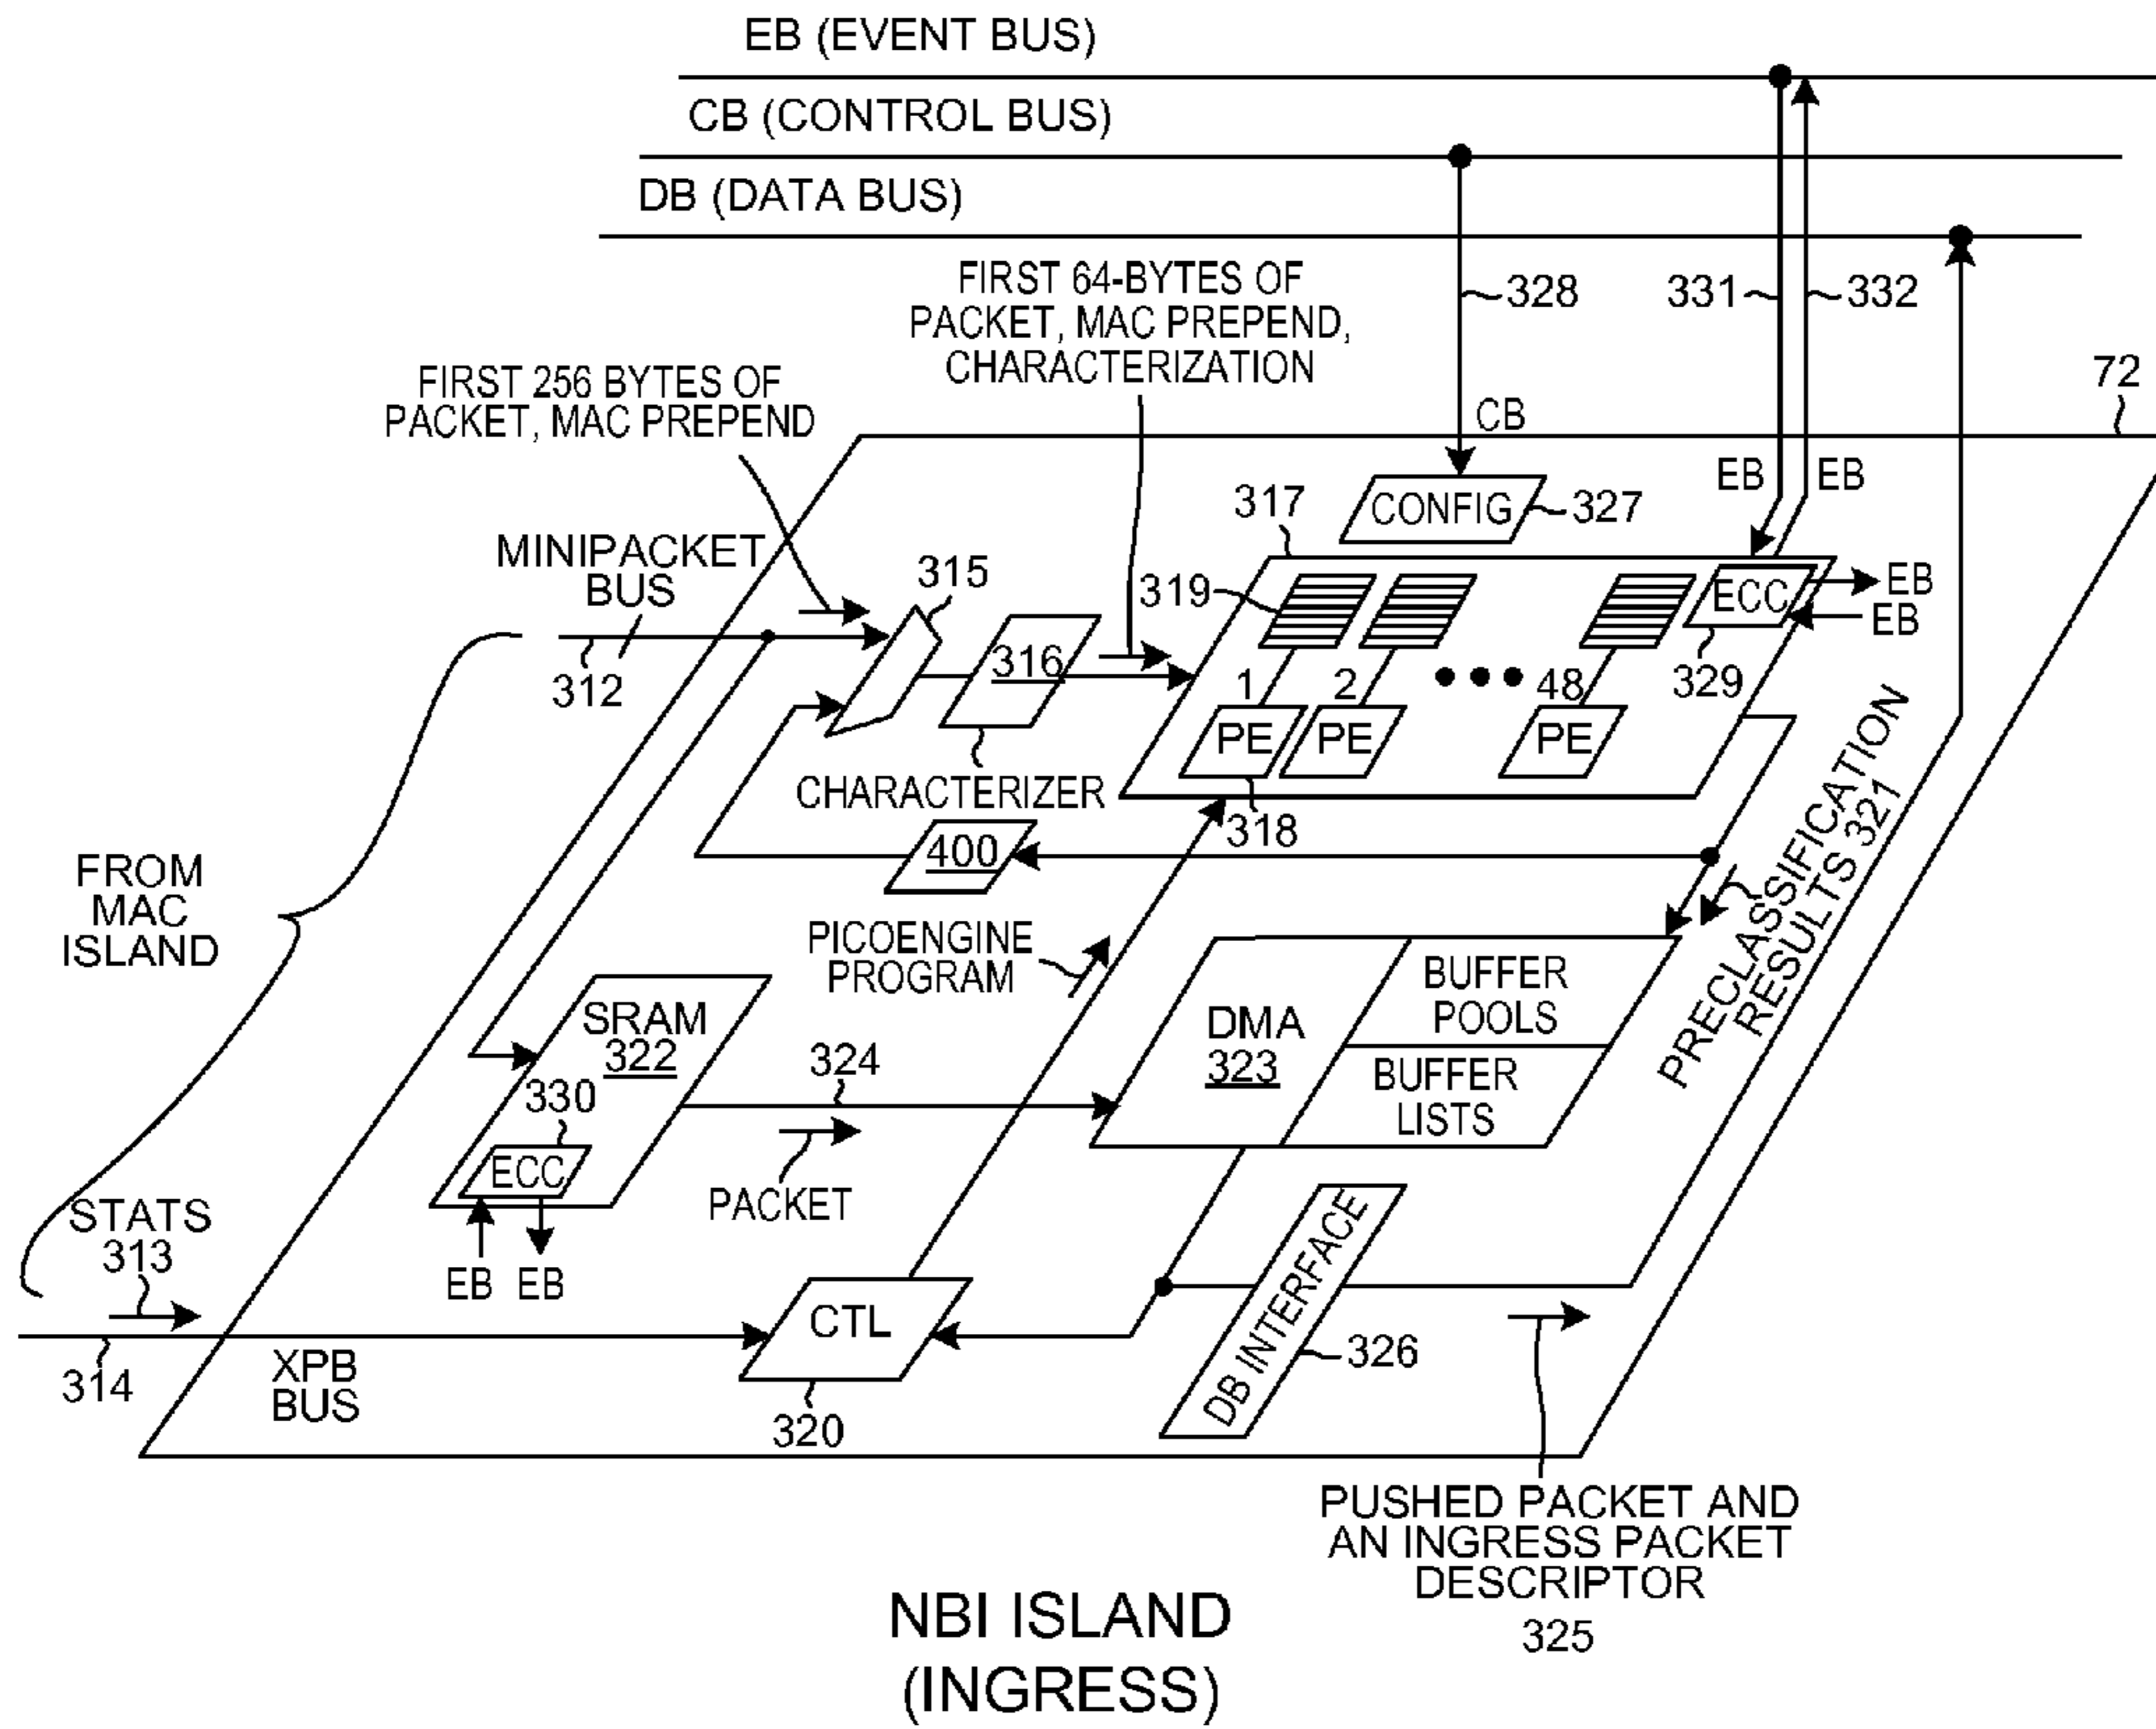 EB (EVENT BUS)
CB (CONTROL BUS)
DB (DATA BUS)
FIRST 64-BYTES OF
PACKET, MAC PREPEND,
CHARACTERIZATION
328
331
332
FIRST 256 BYTES OF
PACKET, MAC PREPEND
72
CB
EB
EB
317
CONFIG
327
MINIPACKET
BUS
315
319
ECC
EB
EB
312
316
1
2
48
329
PE
PE
PE
CHARACTERIZER
318
400
PRECLASSIFICATION
RESULTS 321
FROM
MAC
ISLAND
PICOENGINE
PROGRAM
SRAM
322
DMA
323
BUFFER
POOLS
BUFFER
LISTS
324
330
ECC
PACKET
STATS
313
EB
EB
CTL
DB INTERFACE
326
314
XPB
BUS
320
PUSHED PACKET AND
AN INGRESS PACKET
DESCRIPTOR
325
NBI ISLAND
(INGRESS)